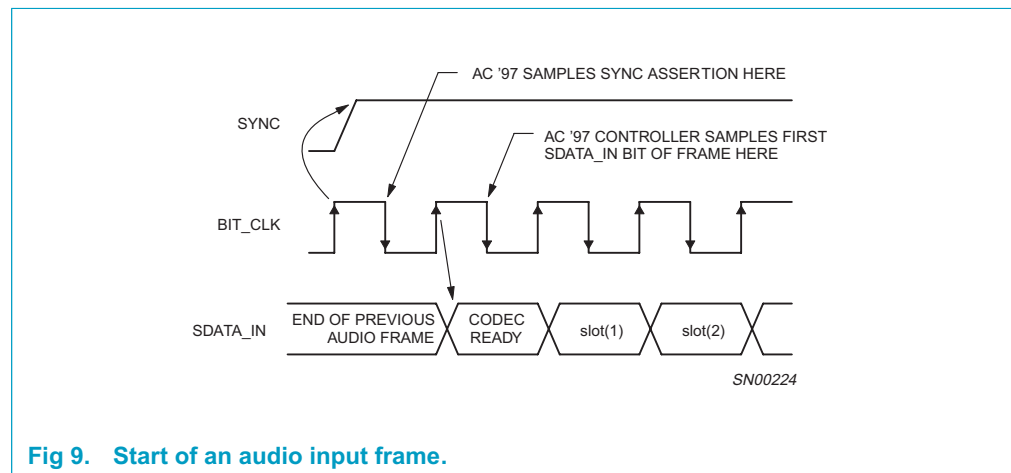 AC '97 SAMPLES SYNC ASSERTION HERE
SYNC
AC '97 CONTROLLER SAMPLES FIRST
SDATA_IN BIT OF FRAME HERE
BIT_CLK
SDATA_IN
END OF PREVIOUS
AUDIO FRAME
CODEC
READY
slot(1)
slot(2)
SN00224
Fig 9. Start of an audio input frame.